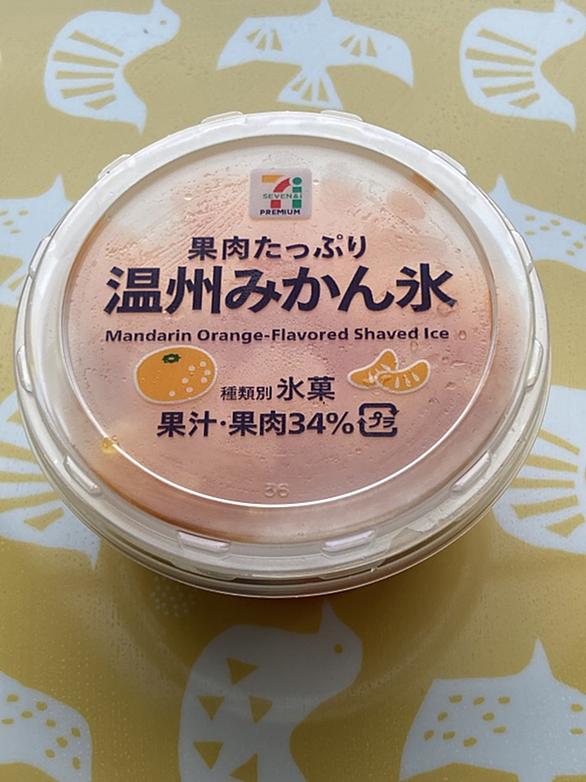 SEVEN&i
PREMIUM
果肉たっぷり
温州みかん氷
Mandarin Orange-Flavored Shaved Ice
種類別 氷菓
果汁・果肉34% プラ
56